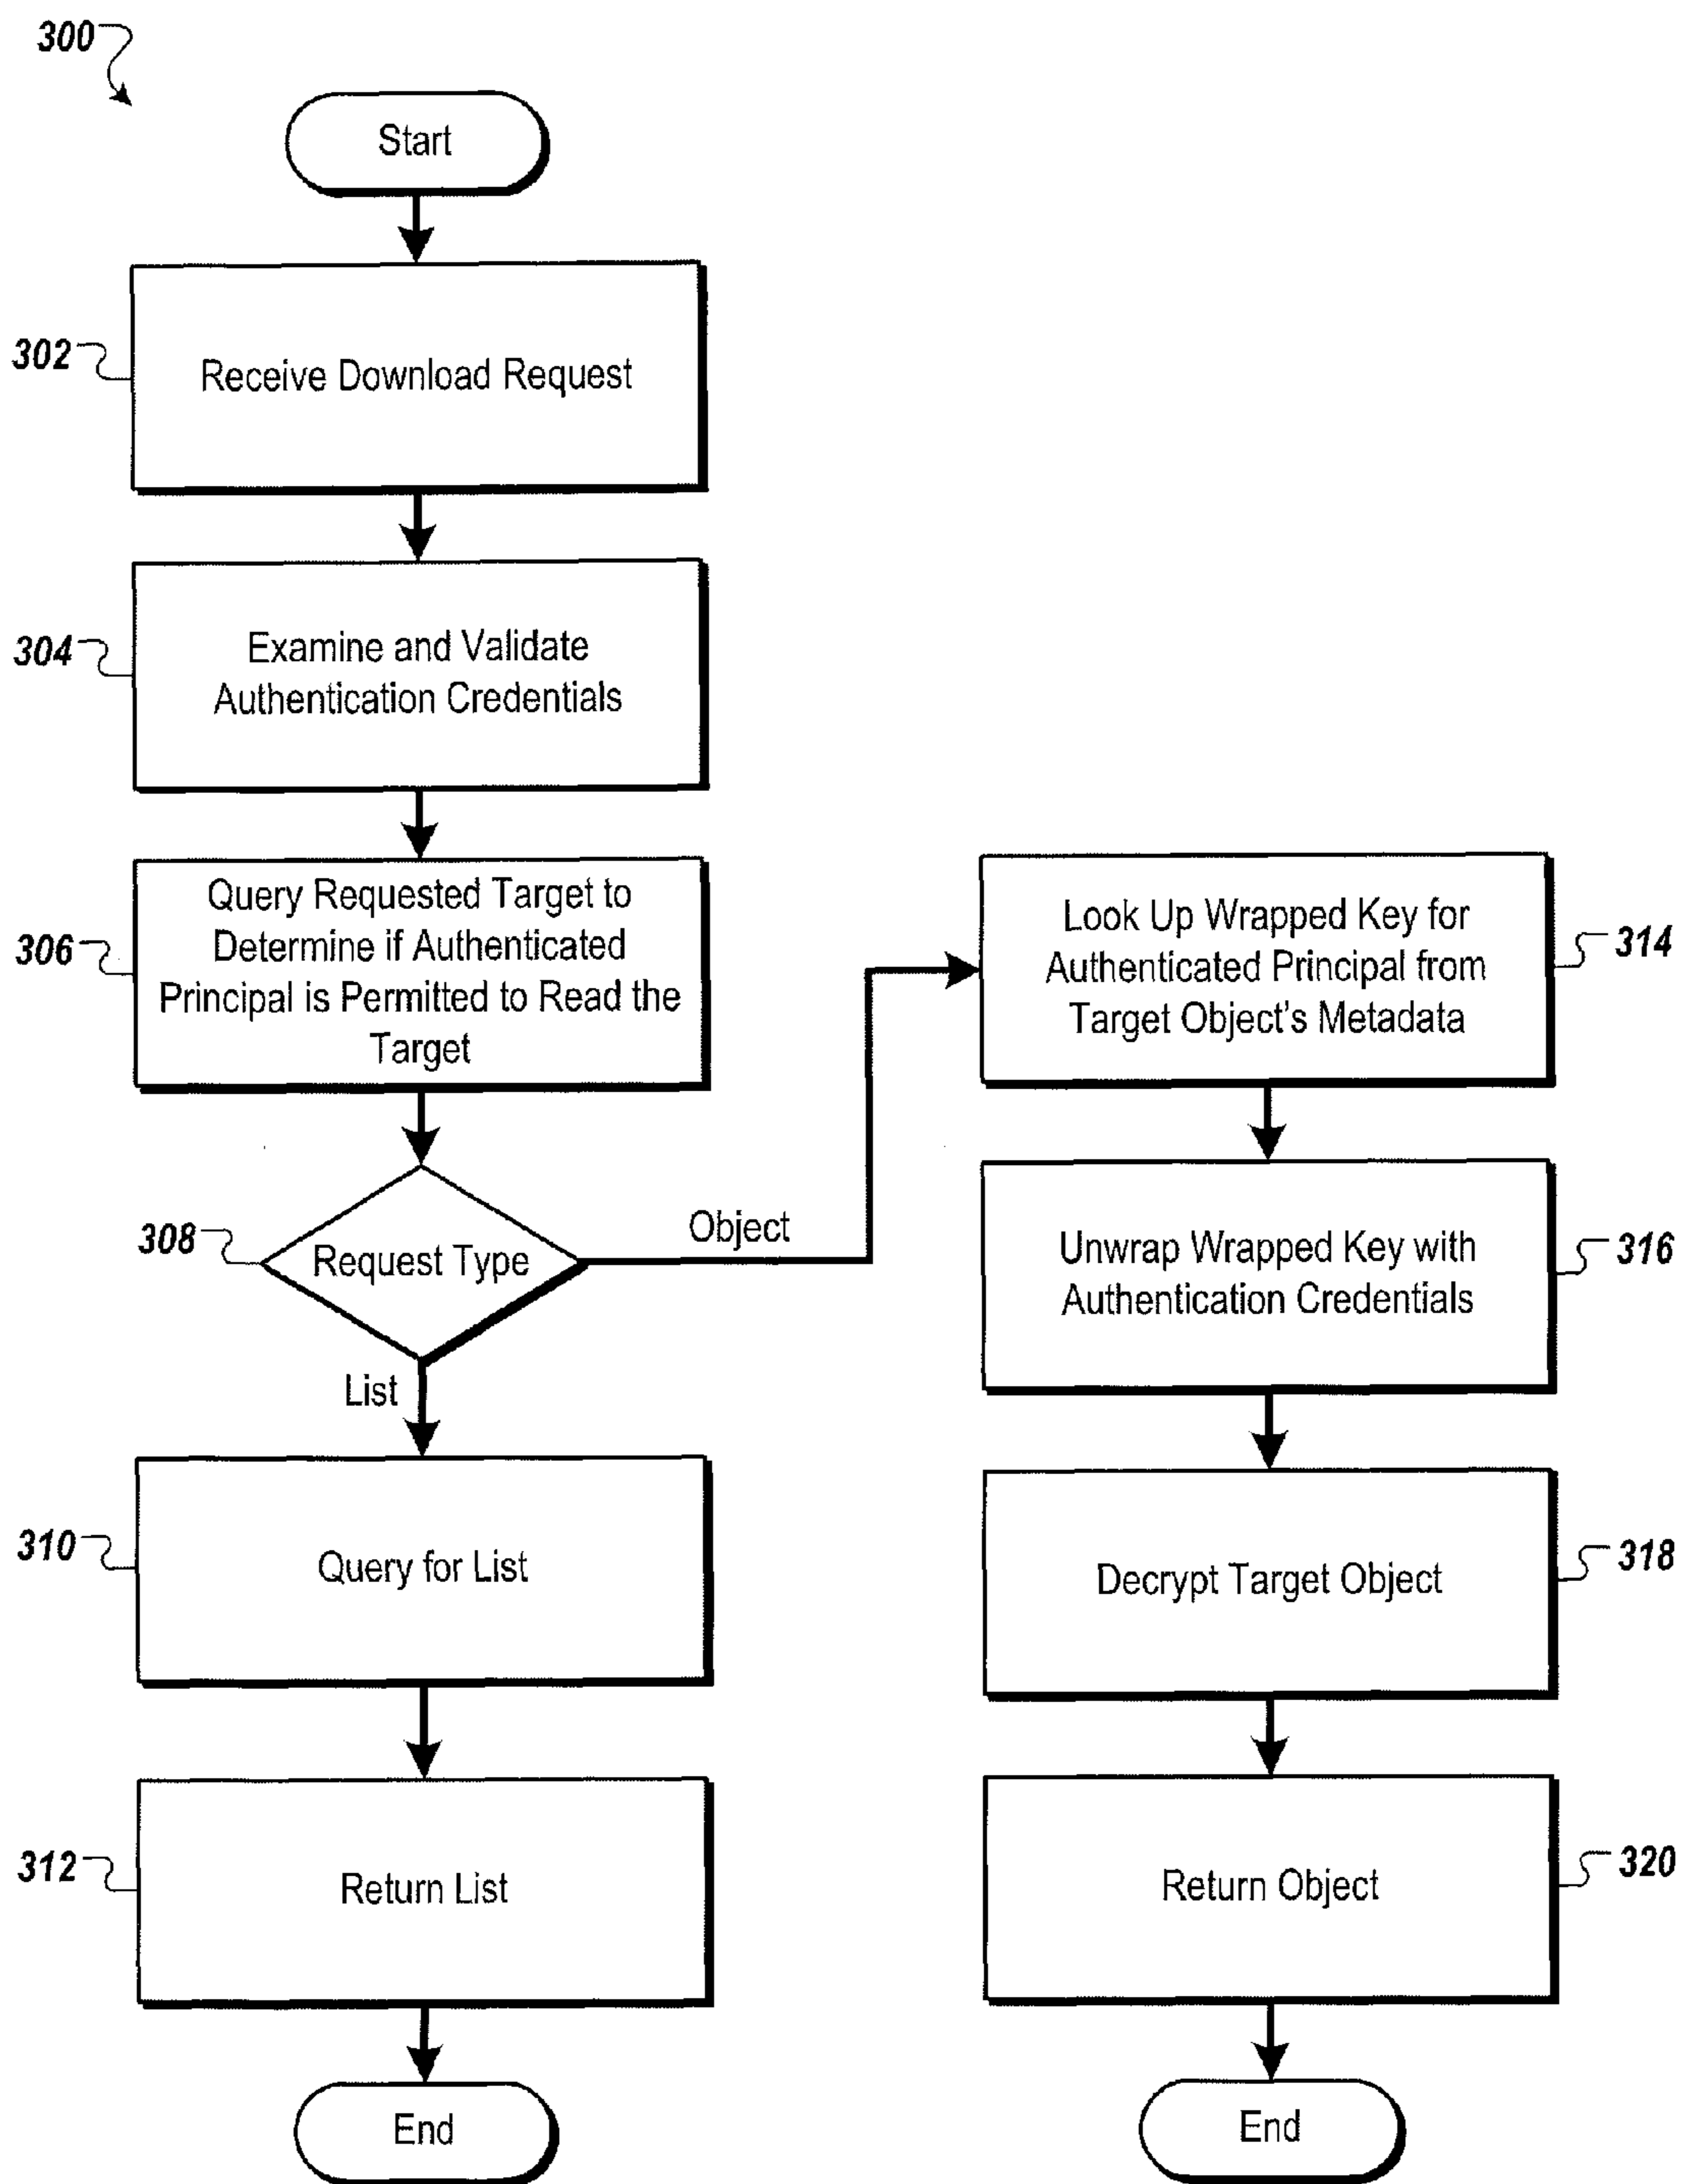 300
Start
302
Receive Download Request
304
Examine and Validate
Authentication Credentials
306
Query Requested Target to
Determine if Authenticated
Principal is Permitted to Read the
Target
308
Request Type
Object
List
310
Query for List
312
Return List
End
Look Up Wrapped Key for
Authenticated Principal from
Target Object's Metadata
314
Unwrap Wrapped Key with
Authentication Credentials
316
Decrypt Target Object
318
Return Object
320
End